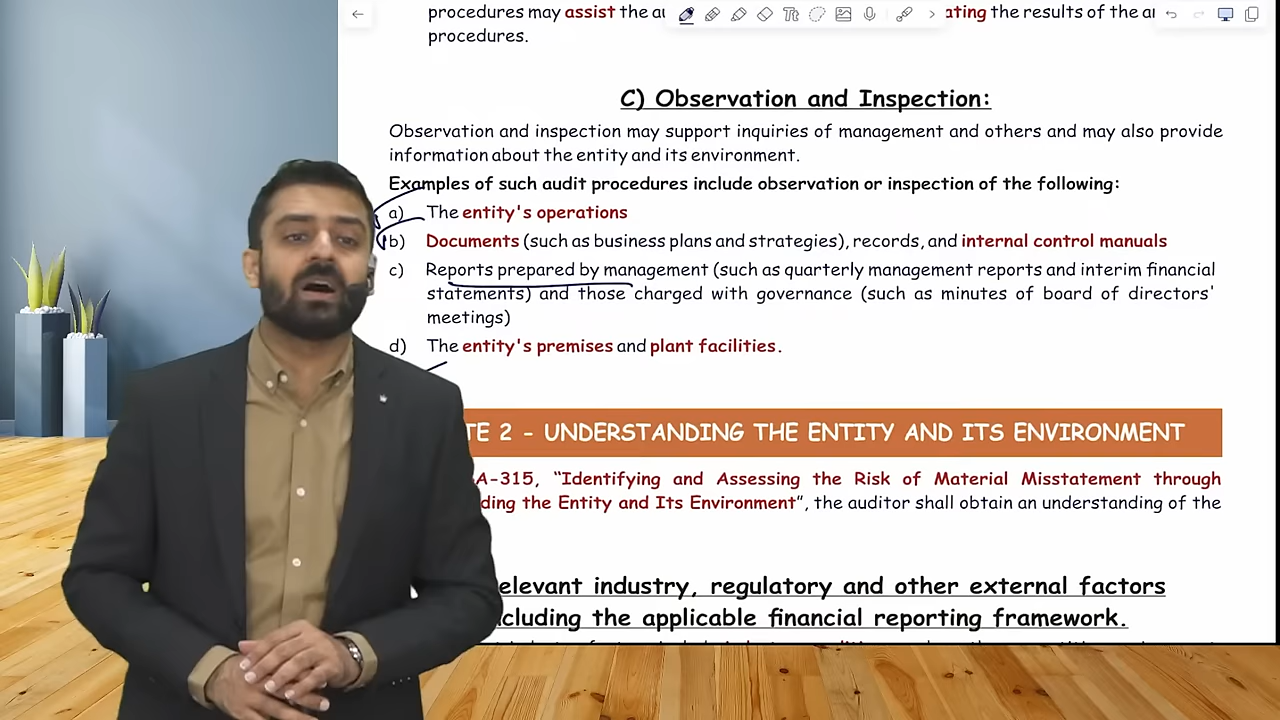 procedures may assist the au ating the results of the an
procedures.
C) Observation and Inspection:
Observation and inspection may support inquiries of management and others and may also provide
information about the entity and its environment.
Examples of such audit procedures include observation or inspection of the following:
a) The entity's operations
b) Documents (such as business plans and strategies), records, and internal control manuals
c) Reports prepared by management (such as quarterly management reports and interim financial
statements) and those charged with governance (such as minutes of board of directors'
meetings)
d) The entity's premises and plant facilities.
TE 2 - UNDERSTANDING THE ENTITY AND ITS ENVIRONMENT
A-315, “Identifying and Assessing the Risk of Material Misstatement through
ding the Entity and Its Environment”, the auditor shall obtain an understanding of the
elevant industry, regulatory and other external factors
cluding the applicable financial reporting framework.